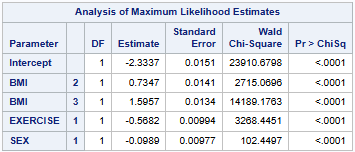 Analysis of Maximum Likelihood Estimates
Parameter DF Estimate Standard Error Wald Chi-Square Pr > ChiSq
Intercept 1 -2.3337 0.0151 23910.6798 <.0001
BMI 2 1 0.7347 0.0141 2715.0696 <.0001
BMI 3 1 1.5957 0.0134 14189.1763 <.0001
EXERCISE 1 1 -0.5682 0.00994 3268.4451 <.0001
SEX 1 1 -0.0989 0.00977 102.4497 <.0001